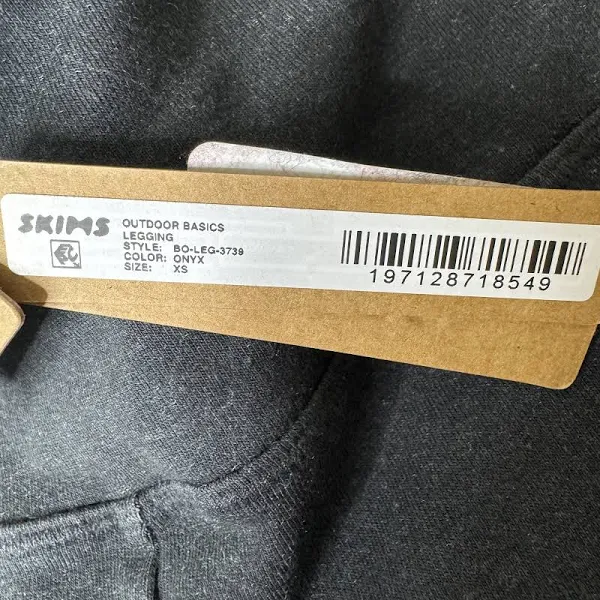 SKIMS
OUTDOOR BASICS
LEGGING
STYLE: BO-LEG-3739
COLOR: ONYX
SIZE: XS
197128718549